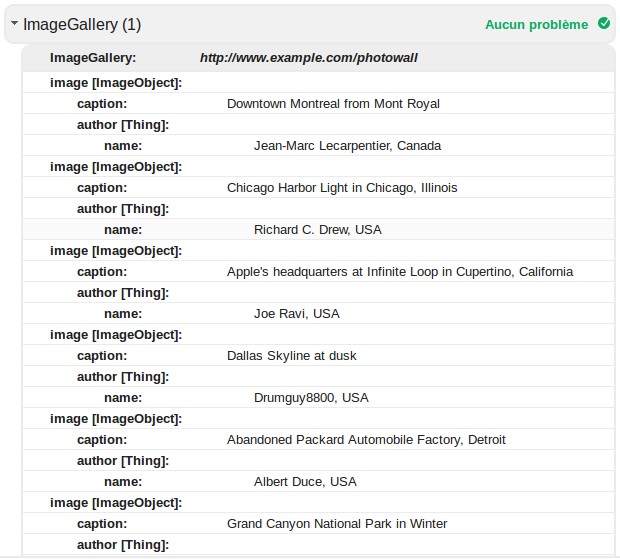 ImageGallery (1) Aucun problème
ImageGallery: http://www.example.com/photowall
image [ImageObject]:
caption: Downtown Montreal from Mont Royal
author [Thing]:
name: Jean-Marc Lecarpentier, Canada
image [ImageObject]:
caption: Chicago Harbor Light in Chicago, Illinois
author [Thing]:
name: Richard C. Drew, USA
image [ImageObject]:
caption: Apple's headquarters at Infinite Loop in Cupertino, California
author [Thing]:
name: Joe Ravi, USA
image [ImageObject]:
caption: Dallas Skyline at dusk
author [Thing]:
name: Drumguy8800, USA
image [ImageObject]:
caption: Abandoned Packard Automobile Factory, Detroit
author [Thing]:
name: Albert Duce, USA
image [ImageObject]:
caption: Grand Canyon National Park in Winter
author [Thing]: